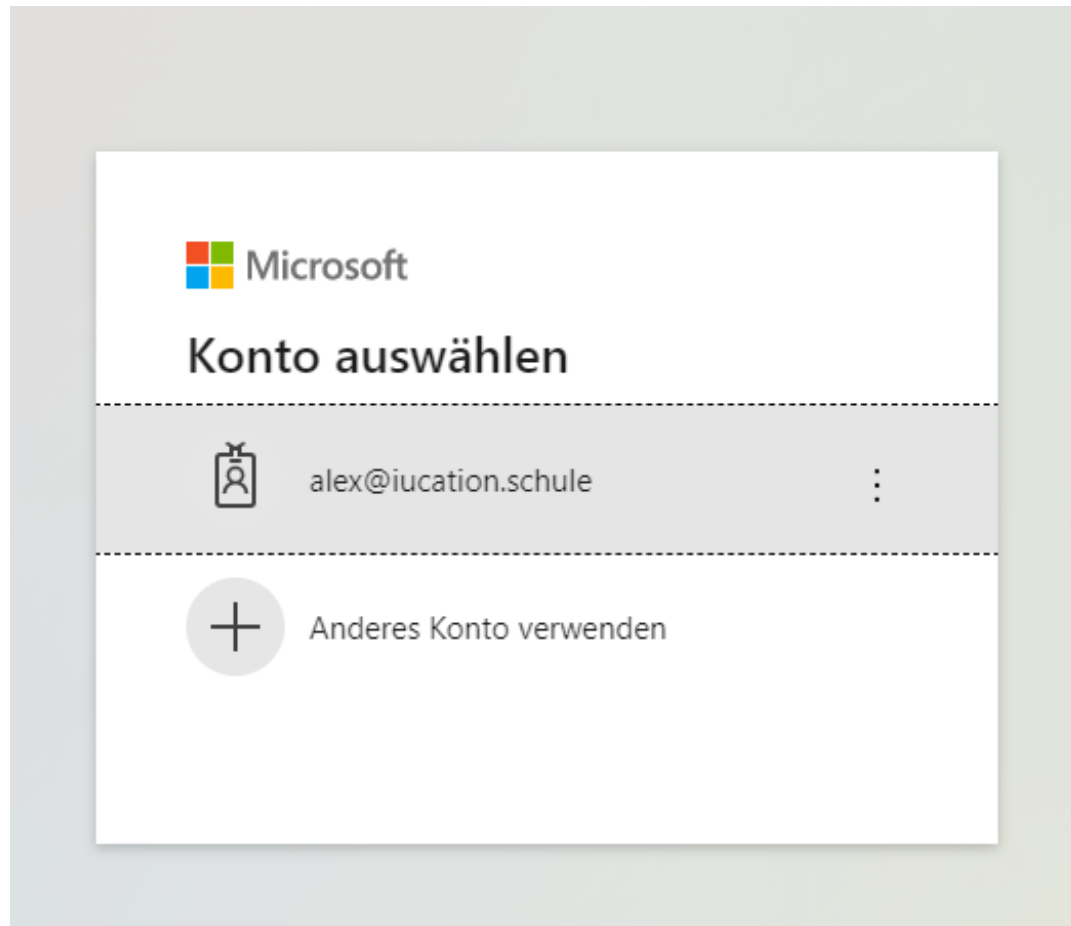 Microsoft
Konto auswählen
alex@iucation.schule
Anderes Konto verwenden